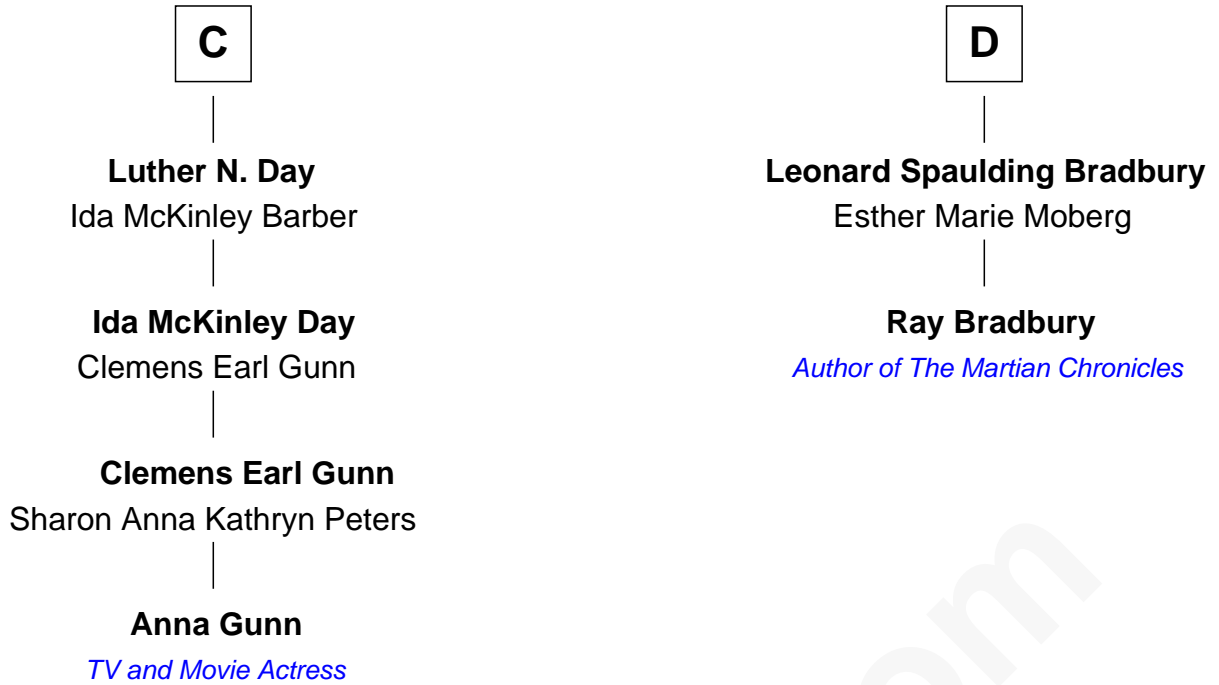 C
Luther N. Day
Ida McKinley Barber
Ida McKinley Day
Clemens Earl Gunn
Clemens Earl Gunn
Sharon Anna Kathryn Peters
Anna Gunn
TV and Movie Actress
D
Leonard Spaulding Bradbury
Esther Marie Moberg
Ray Bradbury
Author of The Martian Chronicles
om